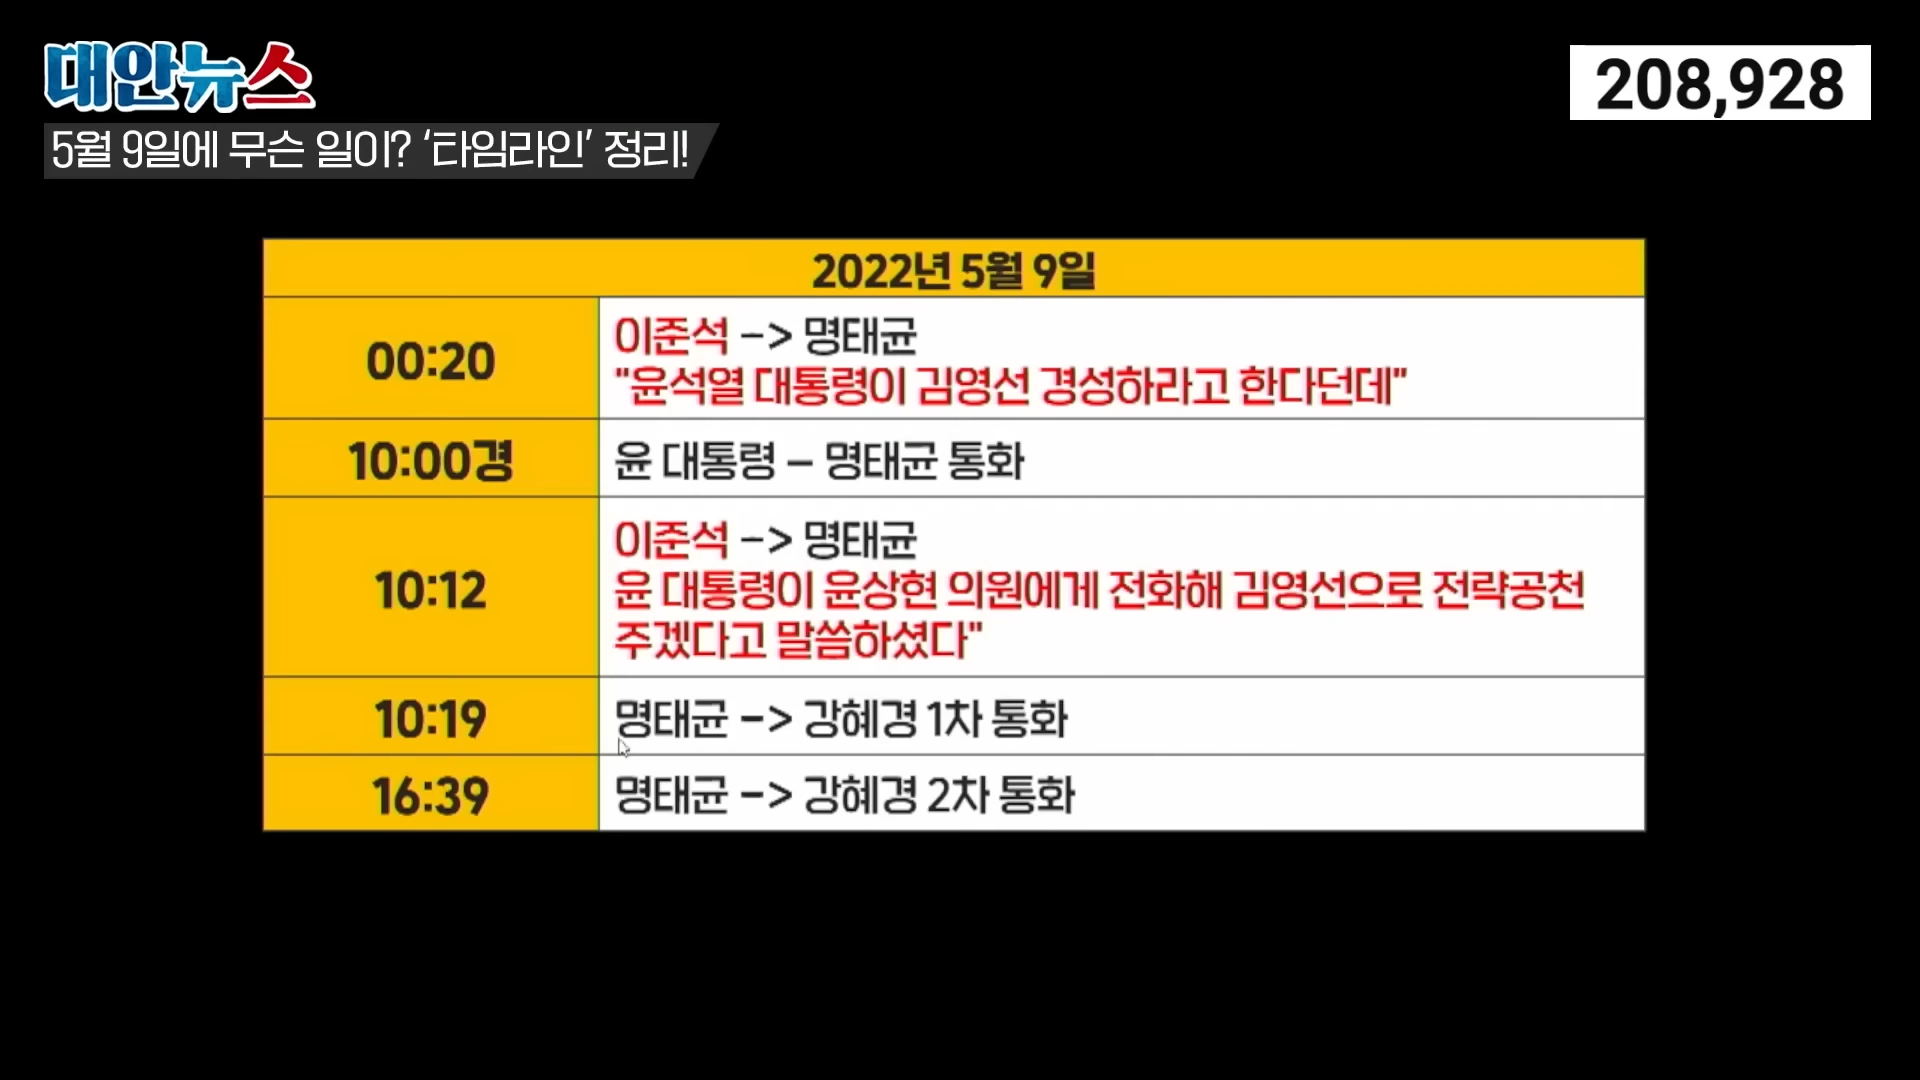 대안뉴스
208,928
5월 9일에 무슨 일이? ‘타임라인’ 정리!
2022년 5월 9일
00:20
이준석 -> 명태균
"윤석열 대통령이 김영선 경성하라고 한다던데"
10:00경
윤 대통령 – 명태균 통화
10:12
이준석 -> 명태균
윤 대통령이 윤상현 의원에게 전화해 김영선으로 전략공천
주겠다고 말씀하셨다"
10:19
명태균 -> 강혜경 1차 통화
16:39
명태균 -> 강혜경 2차 통화